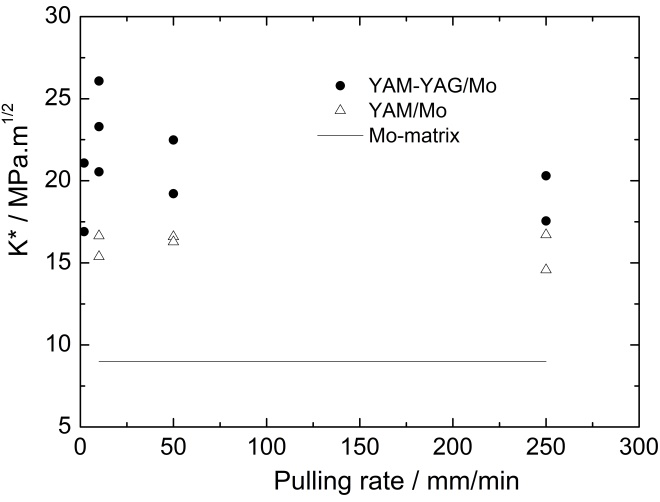 30
25
20
15
10
5
K* / MPa.m1/2
YAM-YAG/Mo
YAM/Mo
Mo-matrix
0 50 100 150 200 250 300
Pulling rate / mm/min